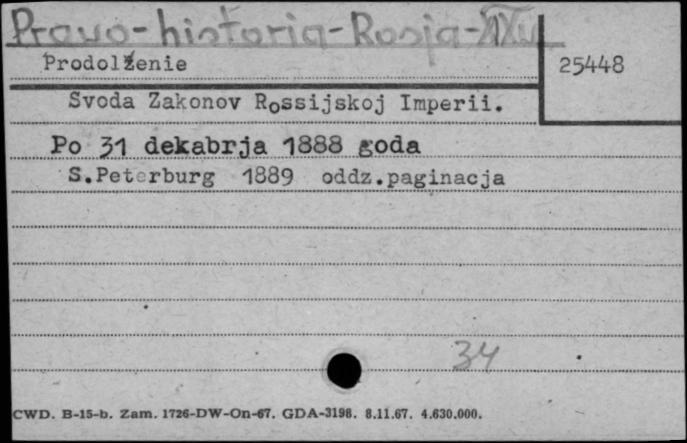 Prawo-historia-Rosja-XIXw
Prodolženie
25448
Svoda Zakonov Rossijskoj Imperii.
Po 31 dekabrja 1888 goda
S.Peterburg 1889 oddz.paginacja
34
CWD. B-15-b. Zam. 1726-DW-On-67. GDA-3198. 8.11.67. 4.630.000.